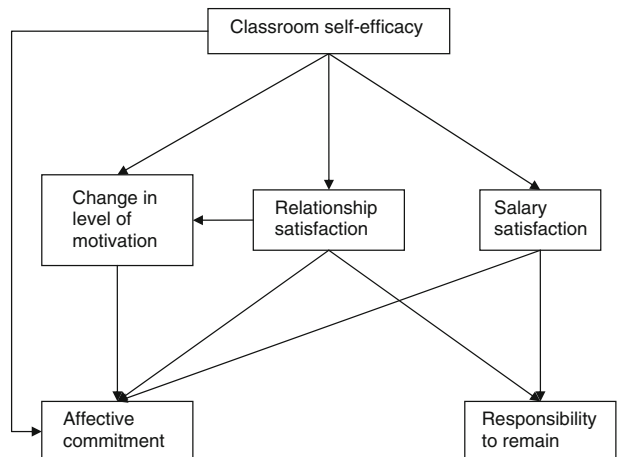 Classroom self-efficacy
Change in
level of
motivation
Relationship
satisfaction
Salary
satisfaction
Affective
commitment
Responsibility
to remain